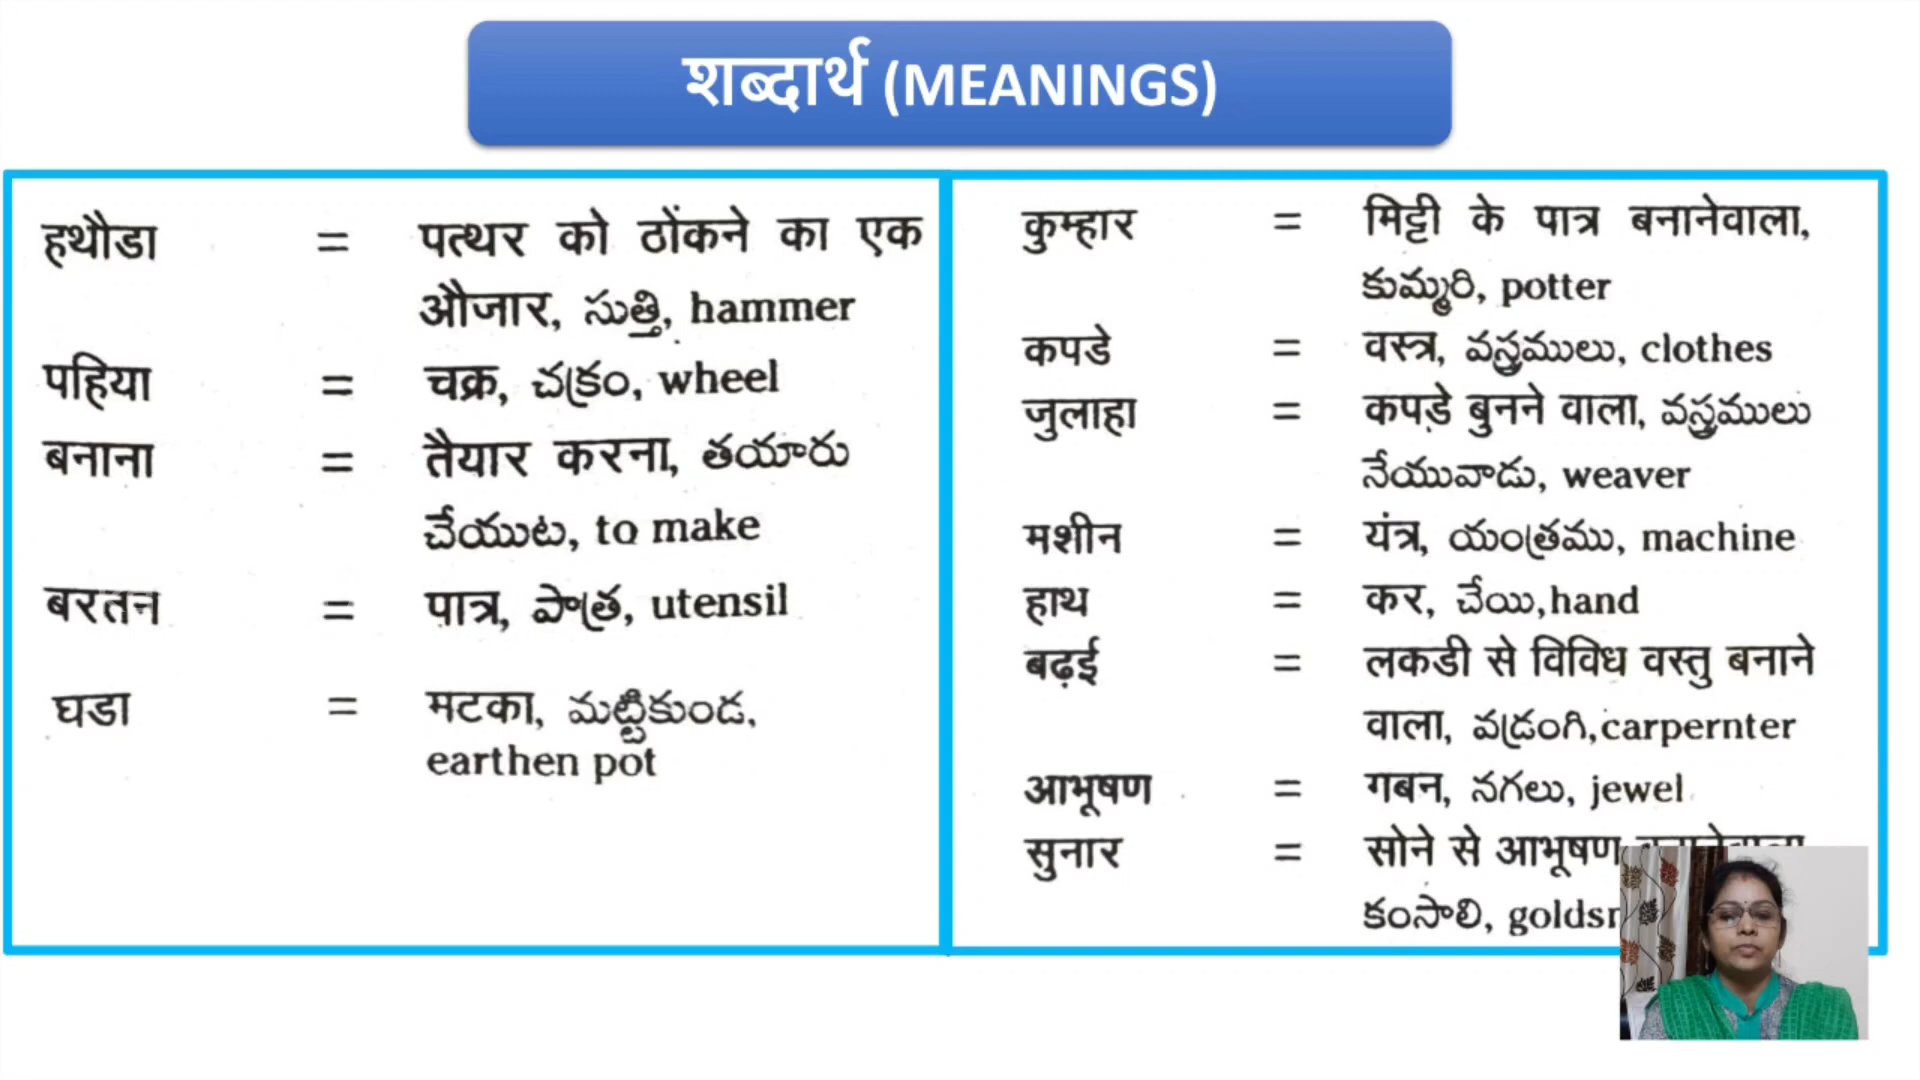 शब्दार्थ (MEANINGS)
हथौडा = पत्थर को ठोंकने का एक
औजार, సుత్తి, hammer
पहिया = चक्र, చక్రం, wheel
बनाना = तैयार करना, తయారు
చేయుట, to make
बरतन = पात्र, పాత్ర, utensil
घडा = मटका, మట్టికుండ,
earthen pot
कुम्हार = मिट्टी के पात्र बनानेवाला,
కుమ్మరి, potter
कपडे = वस्त्र, వస్త్రములు, clothes
जुलाहा = कपड़े बुनने वाला, వస్త్రములు
నేయువాడు, weaver
मशीन = यंत्र, యంత్రము, machine
हाथ = कर, చేయి,hand
बढ़ई = लकडी से विविध वस्तु बनाने
वाला, వడ్రంగి,carpernter
आभूषण = गबन, నగలు, jewel
सुनार = सोने से आभूषण
కంసాలి,